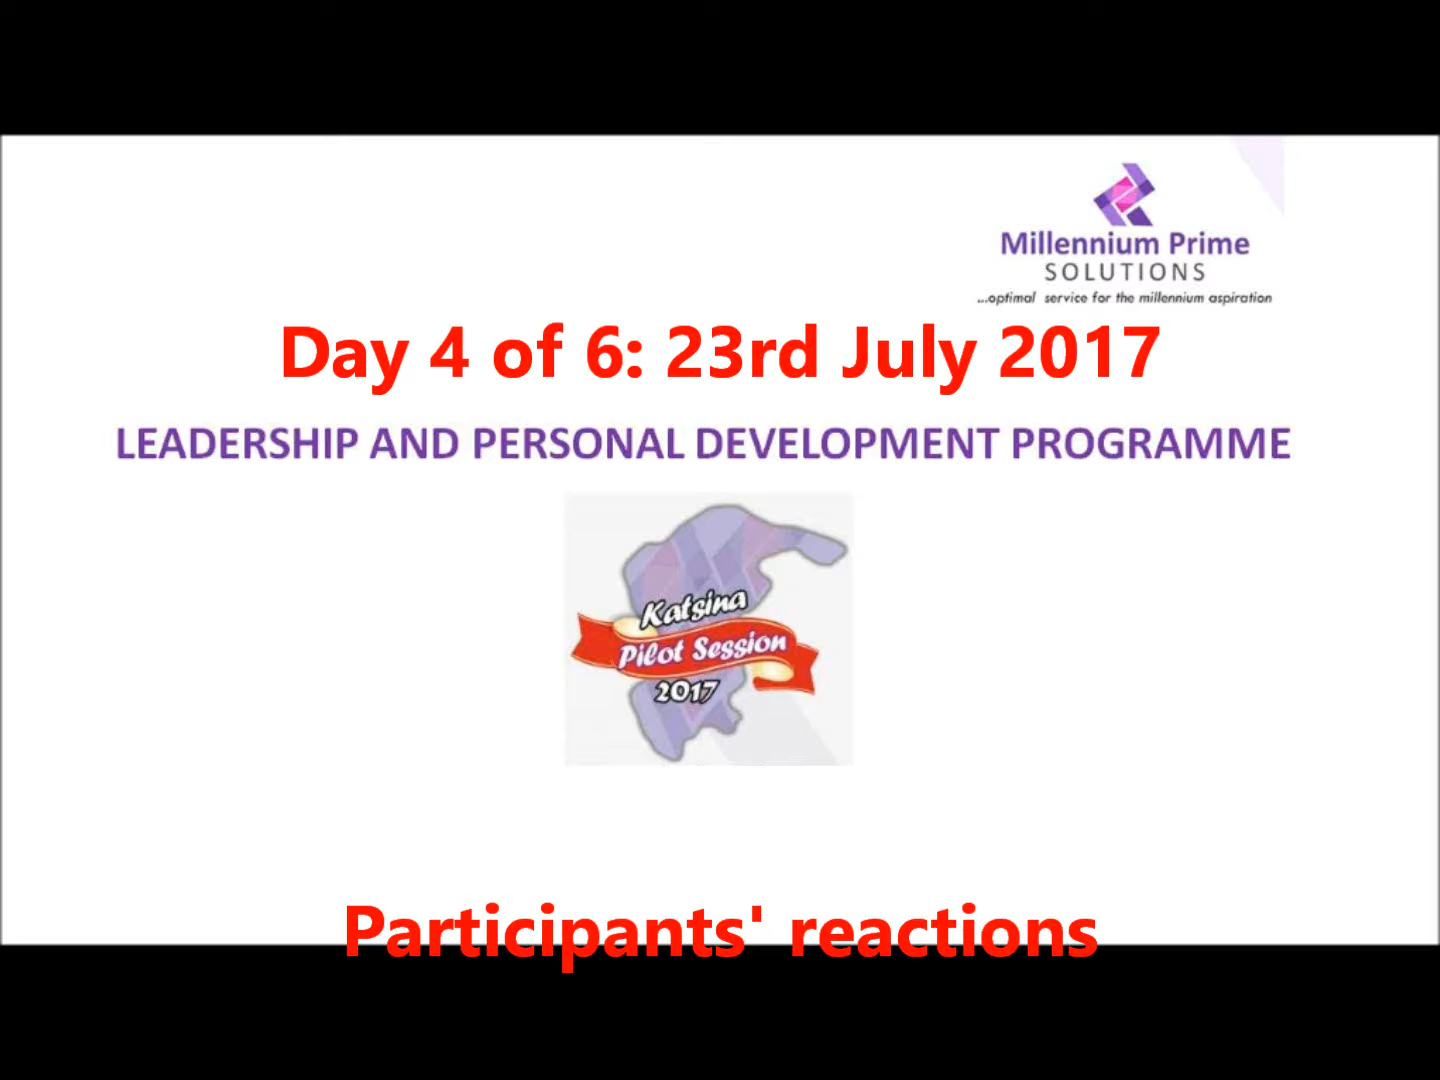 Millennium Prime
SOLUTIONS
...optimal service for the millennium aspiration
Day 4 of 6: 23rd July 2017
LEADERSHIP AND PERSONAL DEVELOPMENT PROGRAMME
Katsina
Pilot Session
2017
Participants' reactions